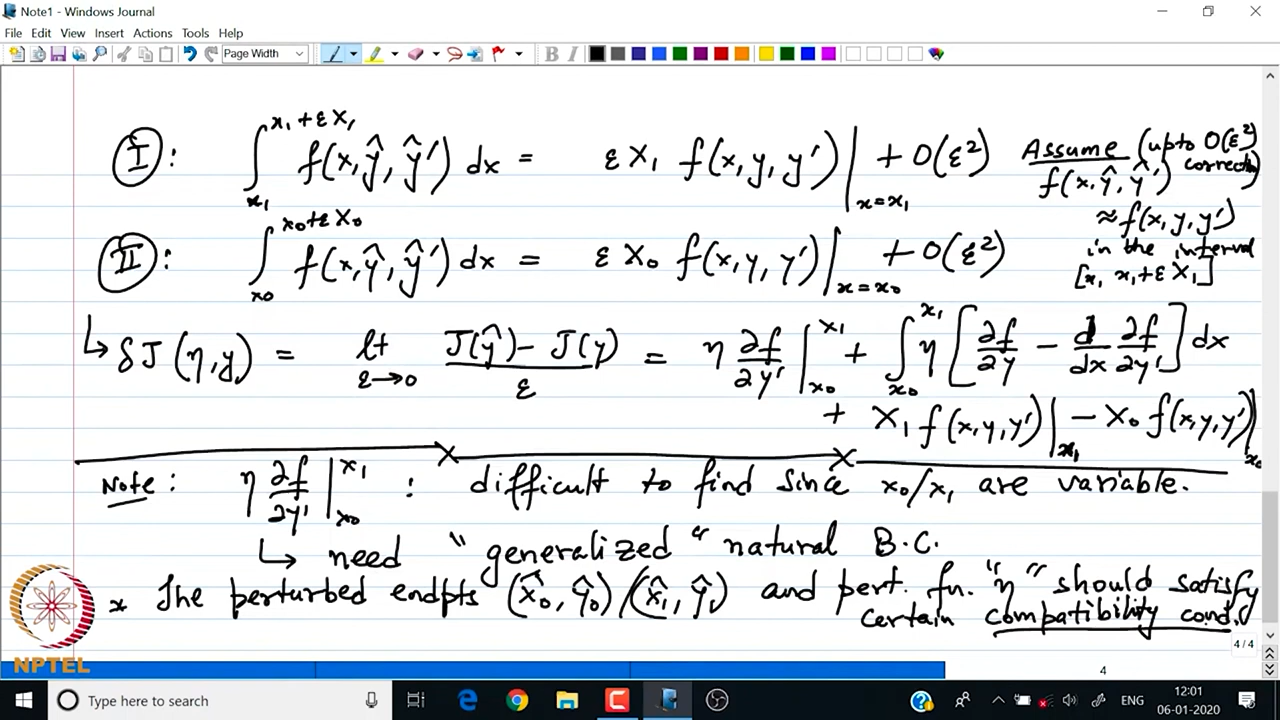 Note1 - Windows Journal
File Edit View Insert Actions Tools Help
Page Width
B I
I : ∫_{x₁}^{x₁+εX₁} f(x, ŷ, ŷ') dx = εX₁ f(x, y, y')|_{x=x₁} + O(ε²)
Assume (upto O(ε²) correction)
f(x, ŷ, ŷ')
≈ f(x, y, y')
in the interval
[x₁, x₁+εX₁]
II : ∫_{x₀}^{x₀+εX₀} f(x, ŷ, ŷ') dx = εX₀ f(x, y, y')|_{x=x₀} + O(ε²)
↳ δJ(η, y) = lt_{ε→0} (J(ŷ) − J(y))/ε = η ∂f/∂y' |_{x₀}^{x₁} + ∫_{x₀}^{x₁} η [∂f/∂y − d/dx ∂f/∂y'] dx
+ X₁ f(x, y, y')|_{x₁} − X₀ f(x, y, y')|_{x₀}
Note : η ∂f/∂y' |_{x₀}^{x₁} : difficult to find since x₀/x₁ are variable.
↳ need "generalized" natural B.C.
* The perturbed endpts (x̂₀, ŷ₀)/(x̂₁, ŷ₁) and pert. fn. "η" should satisfy
certain compatibility cond.
4/4
NPTEL
4
Type here to search
ENG
12:01
06-01-2020